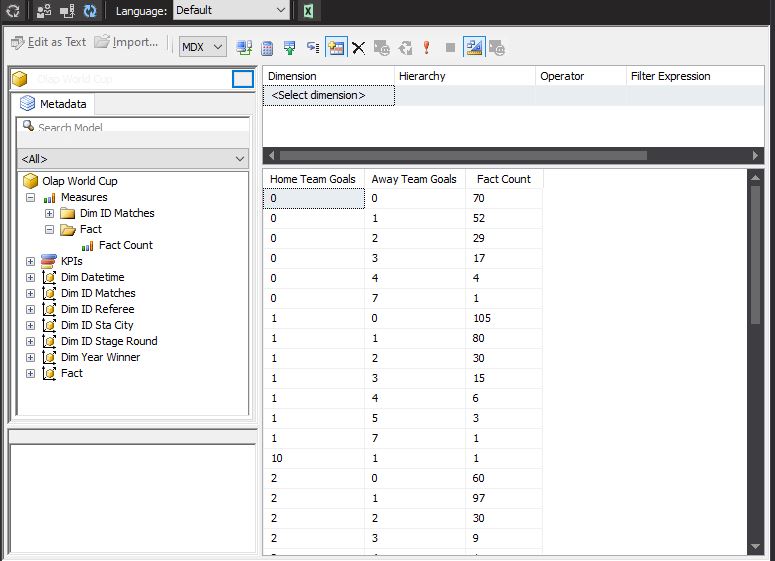 Language: Default
Edit as Text Import... MDX
Olap World Cup
Metadata
Search Model
<All>
Olap World Cup
Measures
Dim ID Matches
Fact
Fact Count
KPIs
Dim Datetime
Dim ID Matches
Dim ID Referee
Dim ID Sta City
Dim ID Stage Round
Dim Year Winner
Fact
Dimension Hierarchy Operator Filter Expression
<Select dimension>
Home Team Goals Away Team Goals Fact Count
0 0 70
0 1 52
0 2 29
0 3 17
0 4 4
0 7 1
1 0 105
1 1 80
1 2 30
1 3 15
1 4 6
1 5 3
1 7 1
10 1 1
2 0 60
2 1 97
2 2 30
2 3 9